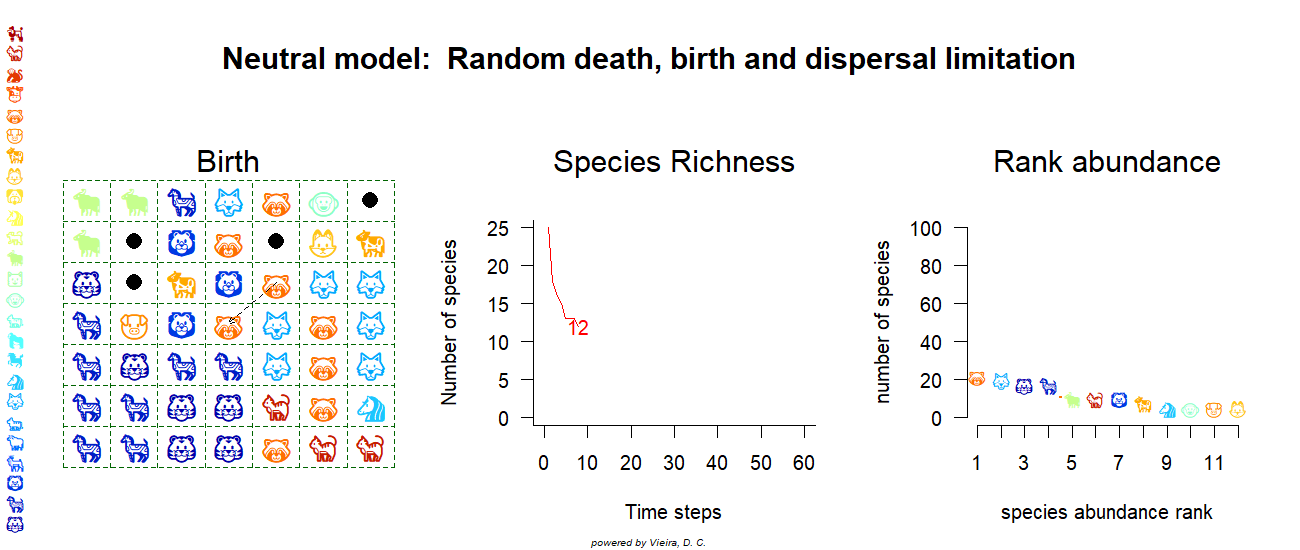 Neutral model:  Random death, birth and dispersal limitation
Birth
Species Richness
Rank abundance
Number of species
25
20
15
10
5
0
12
0 10 20 30 40 50 60
Time steps
number of species
100
80
60
40
20
0
1 3 5 7 9 11
species abundance rank
powered by Vieira, D. C.